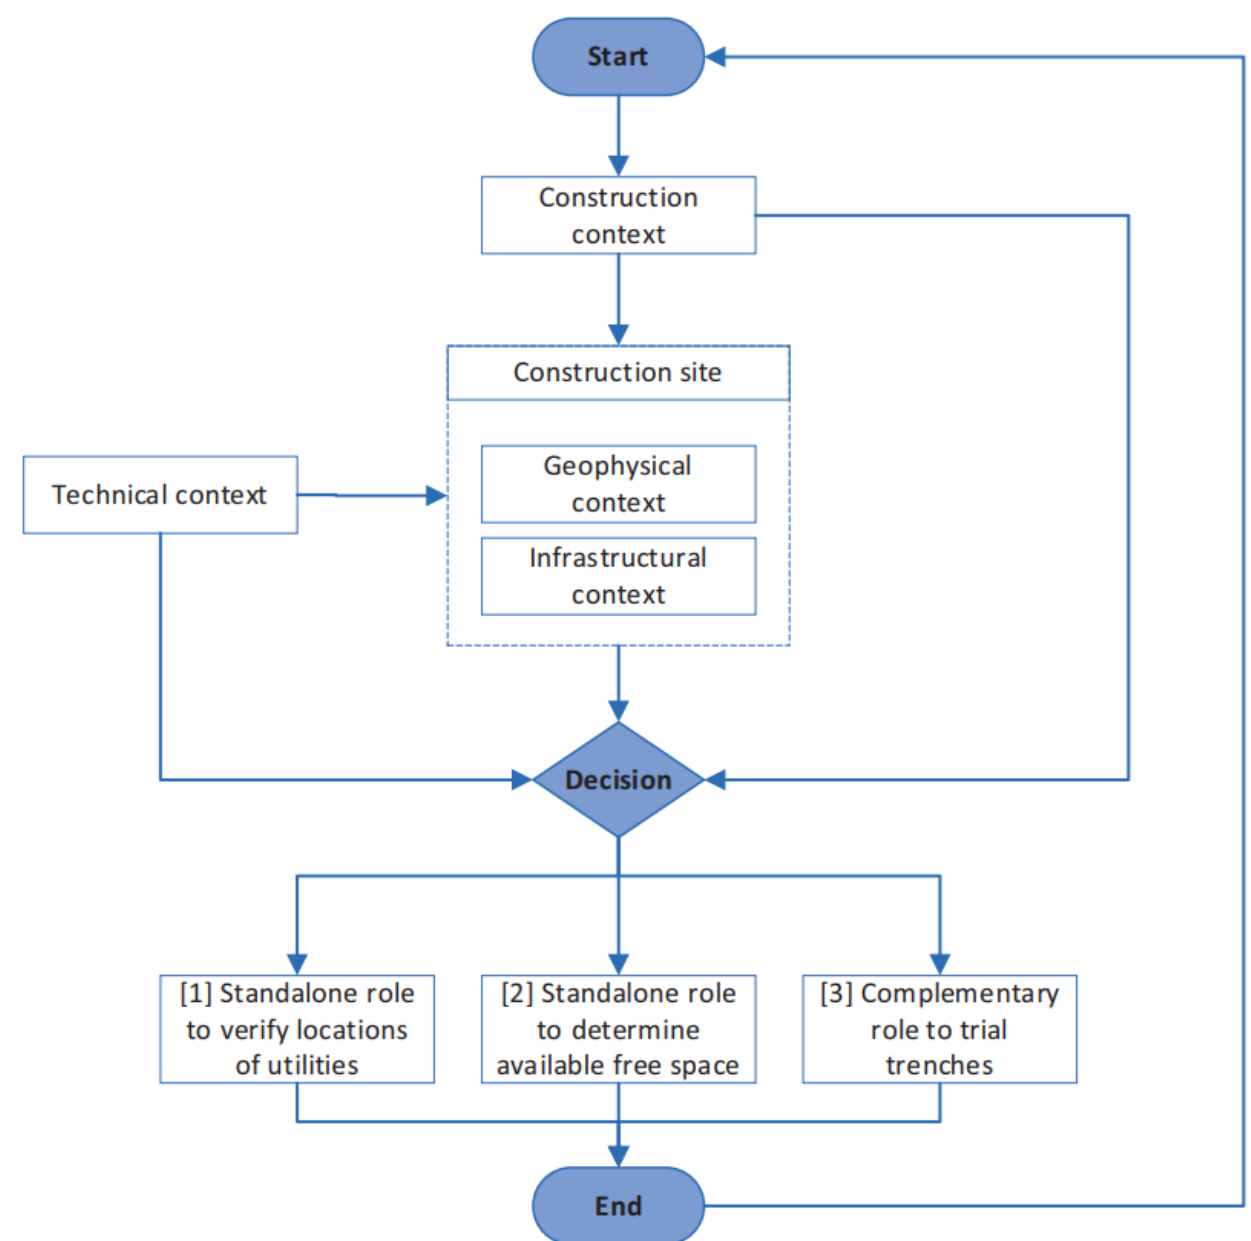 Start
Construction
context
Construction site
Geophysical
context
Technical context
Infrastructural
context
Decision
[1] Standalone role
to verify locations
of utilities
[2] Standalone role
to determine
available free space
[3] Complementary
role to trial
trenches
End